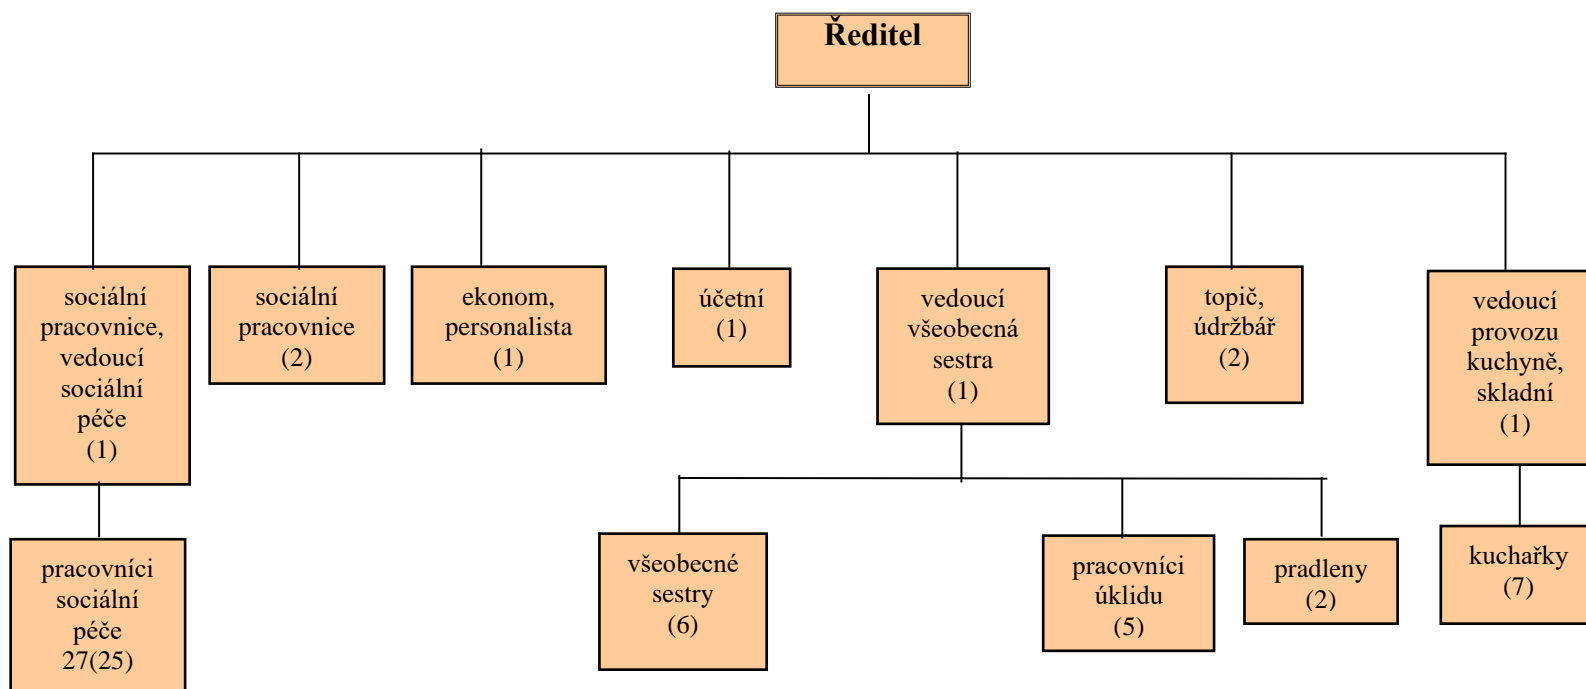 Ředitel
sociální
pracovnice,
vedoucí
sociální
péče
(1)
sociální
pracovnice
(2)
ekonom,
personalista
(1)
účetní
(1)
vedoucí
všeobecná
sestra
(1)
topič,
údržbář
(2)
vedoucí
provozu
kuchyně,
skladní
(1)
pracovníci
sociální
péče
27(25)
všeobecné
sestry
(6)
pracovníci
úklidu
(5)
pradleny
(2)
kuchařky
(7)